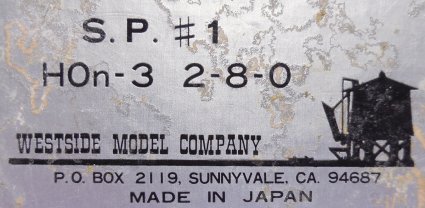 S.P. #1
HOn-3 2-8-0
WESTSIDE MODEL COMPANY
P.O. BOX 2119, SUNNYVALE, CA. 94687
MADE IN JAPAN